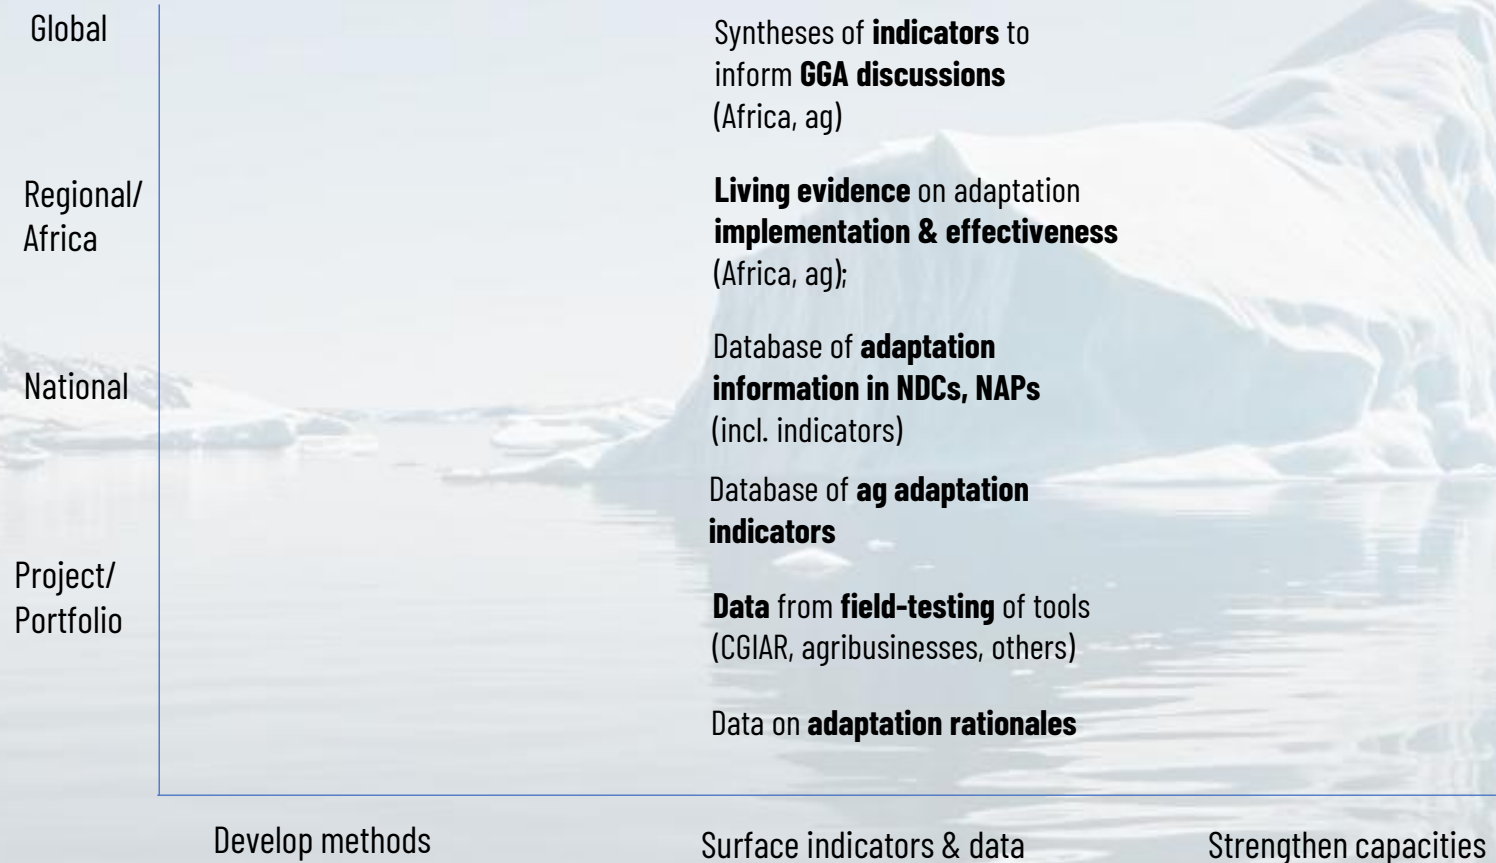 Global
Syntheses of indicators to
inform GGA discussions
(Africa, ag)
Regional/
Africa
Living evidence on adaptation
implementation & effectiveness
(Africa, ag);
National
Database of adaptation
information in NDCs, NAPs
(incl. indicators)
Database of ag adaptation
indicators
Project/
Portfolio
Data from field-testing of tools
(CGIAR, agribusinesses, others)
Data on adaptation rationales
Develop methods
Surface indicators & data
Strengthen capacities